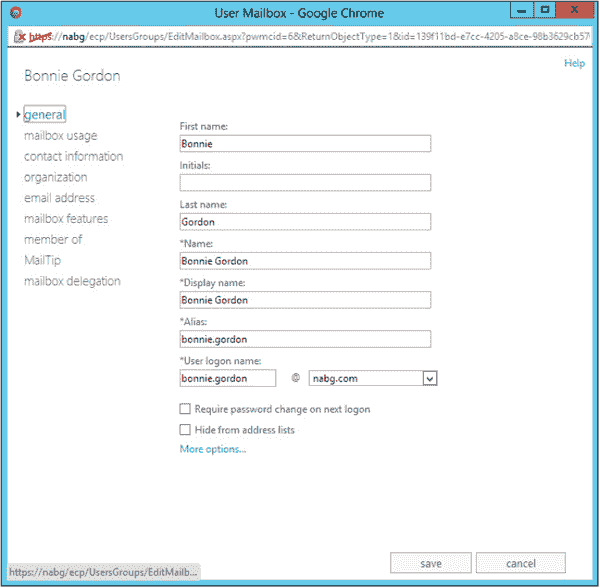 User Mailbox - Google Chrome
https://nabg/ecp/UsersGroups/EditMailbox.aspx?pwmcid=6&ReturnObjectType=1&id=139f11bd-e7cc-4205-a8ce-98b3629cb57
Help
Bonnie Gordon
general
mailbox usage
contact information
organization
email address
mailbox features
member of
MailTip
mailbox delegation
First name:
Bonnie
Initials:
Last name:
Gordon
*Name:
Bonnie Gordon
*Display name:
Bonnie Gordon
*Alias:
bonnie.gordon
*User logon name:
bonnie.gordon @ nabg.com
Require password change on next logon
Hide from address lists
More options...
save cancel
https://nabg/ecp/UsersGroups/EditMailb...